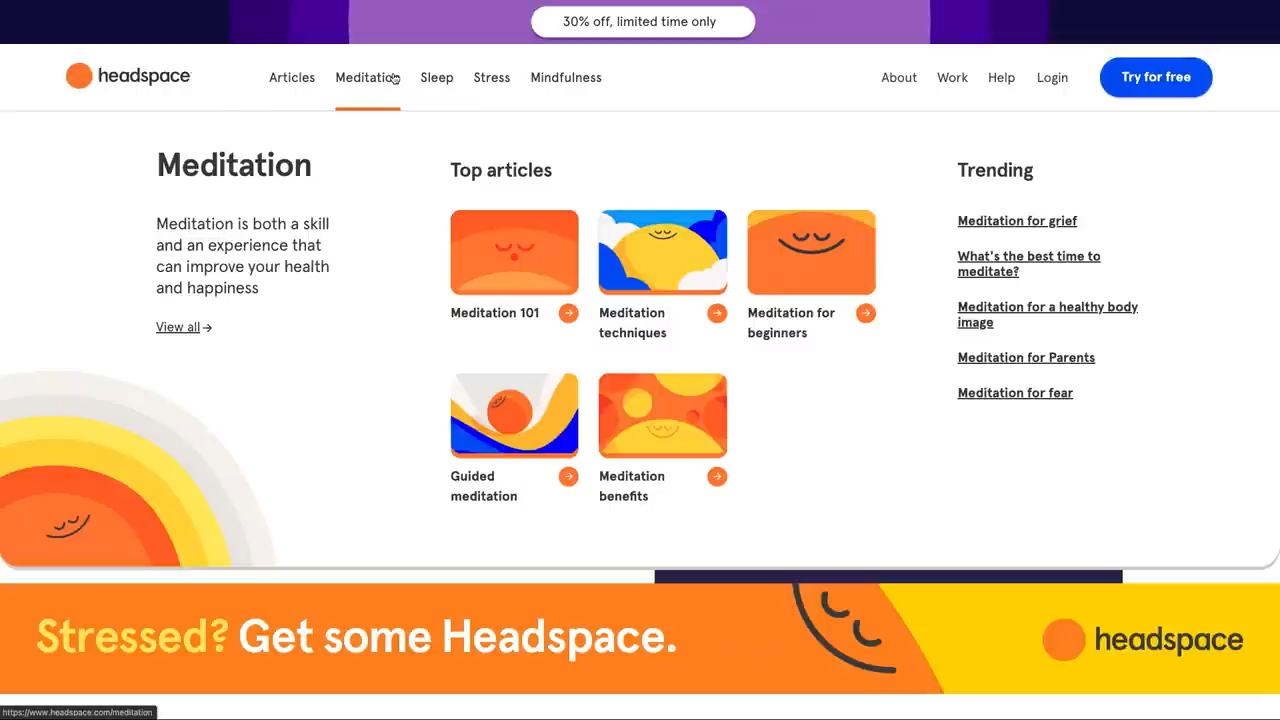 30% off, limited time only
headspace
Articles
Meditation
Sleep
Stress
Mindfulness
About
Work
Help
Login
Try for free
Meditation
Meditation is both a skill
and an experience that
can improve your health
and happiness
View all
Top articles
Meditation 101
Meditation
techniques
Meditation for
beginners
Guided
meditation
Meditation
benefits
Trending
Meditation for grief
What's the best time to
meditate?
Meditation for a healthy body
image
Meditation for Parents
Meditation for fear
Stressed? Get some Headspace.
headspace
https://www.headspace.com/meditation